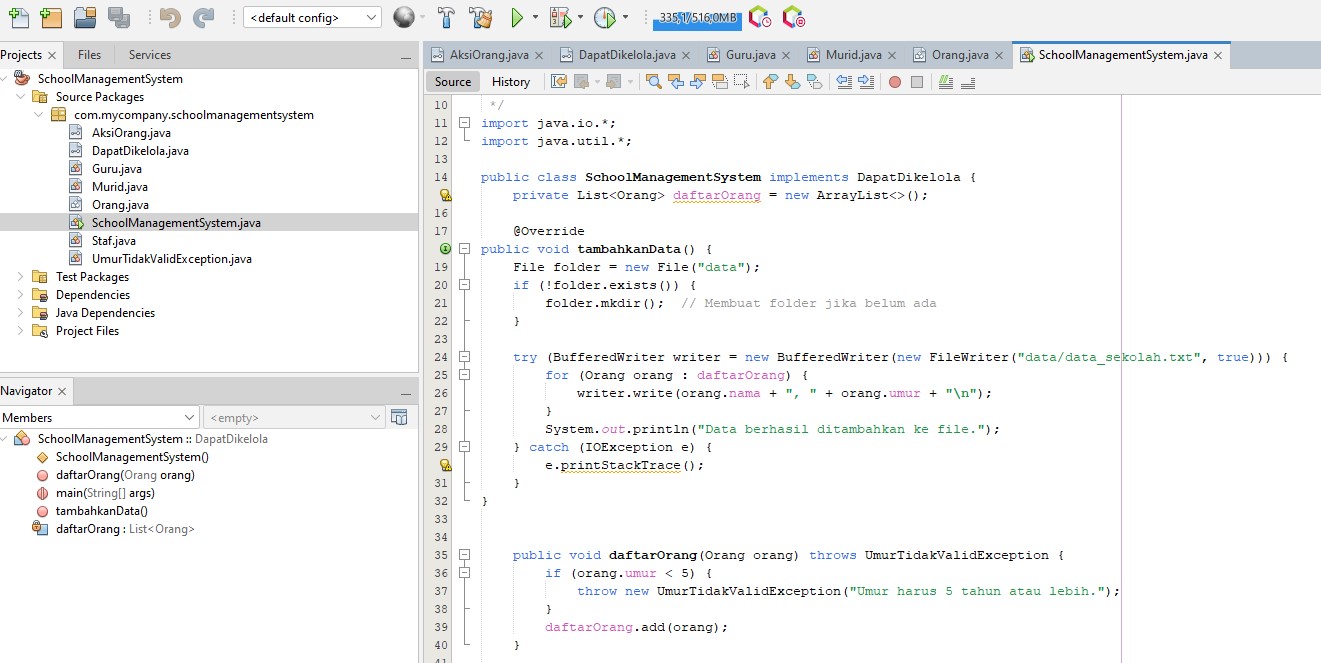 <default config>
335,1/516,0MB
Projects
Files
Services
SchoolManagementSystem
Source Packages
com.mycompany.schoolmanagementsystem
AksiOrang.java
DapatDikelola.java
Guru.java
Murid.java
Orang.java
SchoolManagementSystem.java
Staf.java
UmurTidakValidException.java
Test Packages
Dependencies
Java Dependencies
Project Files
Navigator
Members
<empty>
SchoolManagementSystem :: DapatDikelola
SchoolManagementSystem()
daftarOrang(Orang orang)
main(String[] args)
tambahkanData()
daftarOrang : List<Orang>
AksiOrang.java
DapatDikelola.java
Guru.java
Murid.java
Orang.java
SchoolManagementSystem.java
Source
History
10 */
11 import java.io.*;
12 import java.util.*;
13
14 public class SchoolManagementSystem implements DapatDikelola {
private List<Orang> daftarOrang = new ArrayList<>();
16
17 @Override
public void tambahkanData() {
19 File folder = new File("data");
20 if (!folder.exists()) {
21 folder.mkdir(); // Membuat folder jika belum ada
22 }
23
24 try (BufferedWriter writer = new BufferedWriter(new FileWriter("data/data_sekolah.txt", true))) {
25 for (Orang orang : daftarOrang) {
26 writer.write(orang.nama + ", " + orang.umur + "\n");
27 }
28 System.out.println("Data berhasil ditambahkan ke file.");
29 } catch (IOException e) {
e.printStackTrace();
31 }
32 }
33
34
35 public void daftarOrang(Orang orang) throws UmurTidakValidException {
36 if (orang.umur < 5) {
37 throw new UmurTidakValidException("Umur harus 5 tahun atau lebih.");
38 }
39 daftarOrang.add(orang);
40 }